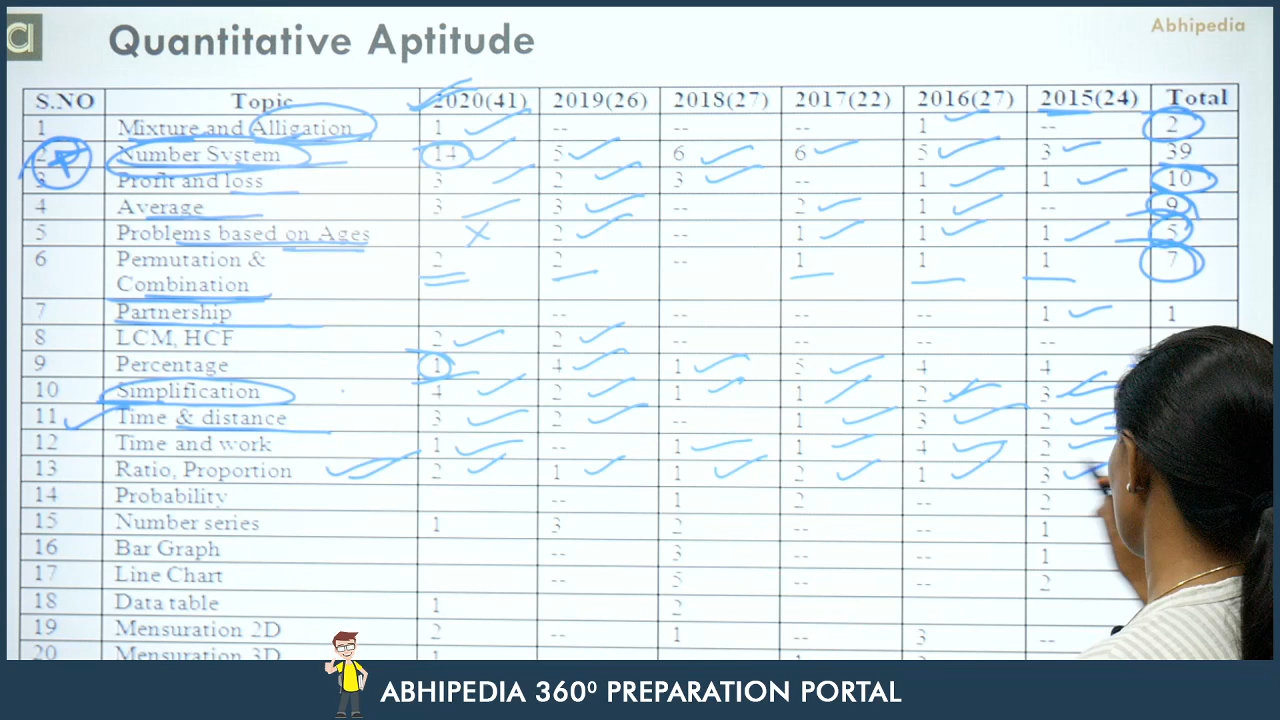 a
Quantitative Aptitude
Abhipedia
S.NO Topic 2020(41) 2019(26) 2018(27) 2017(22) 2016(27) 2015(24) Total
1 Mixture and Alligation 1 -- -- -- 1 -- 2
2 Number System 14 5 6 6 5 3 39
3 Profit and loss 3 2 3 -- 1 1 10
4 Average 3 3 -- 2 1 -- 9
5 Problems based on Ages 2 -- 1 1 1 5
6 Permutation & 2 2 -- 1 1 1 7
Combination
7 Partnership -- -- -- -- 1 1
8 LCM, HCF 2 2 -- -- -- --
9 Percentage 1 4 1 5 4 4
10 Simplification 4 2 1 1 2 3
11 Time & distance 3 2 -- 1 3 2
12 Time and work 1 -- 1 1 4 2
13 Ratio, Proportion 2 1 1 2 1 3
14 Probability -- 1 2 -- 2
15 Number series 1 3 2 -- -- 1
16 Bar Graph -- 3 -- -- 1
17 Line Chart -- 5 -- -- 2
18 Data table 1 2
19 Mensuration 2D 2 -- 1 -- 3 --
20 Mensuration 3D 1 1
ABHIPEDIA 360⁰ PREPARATION PORTAL